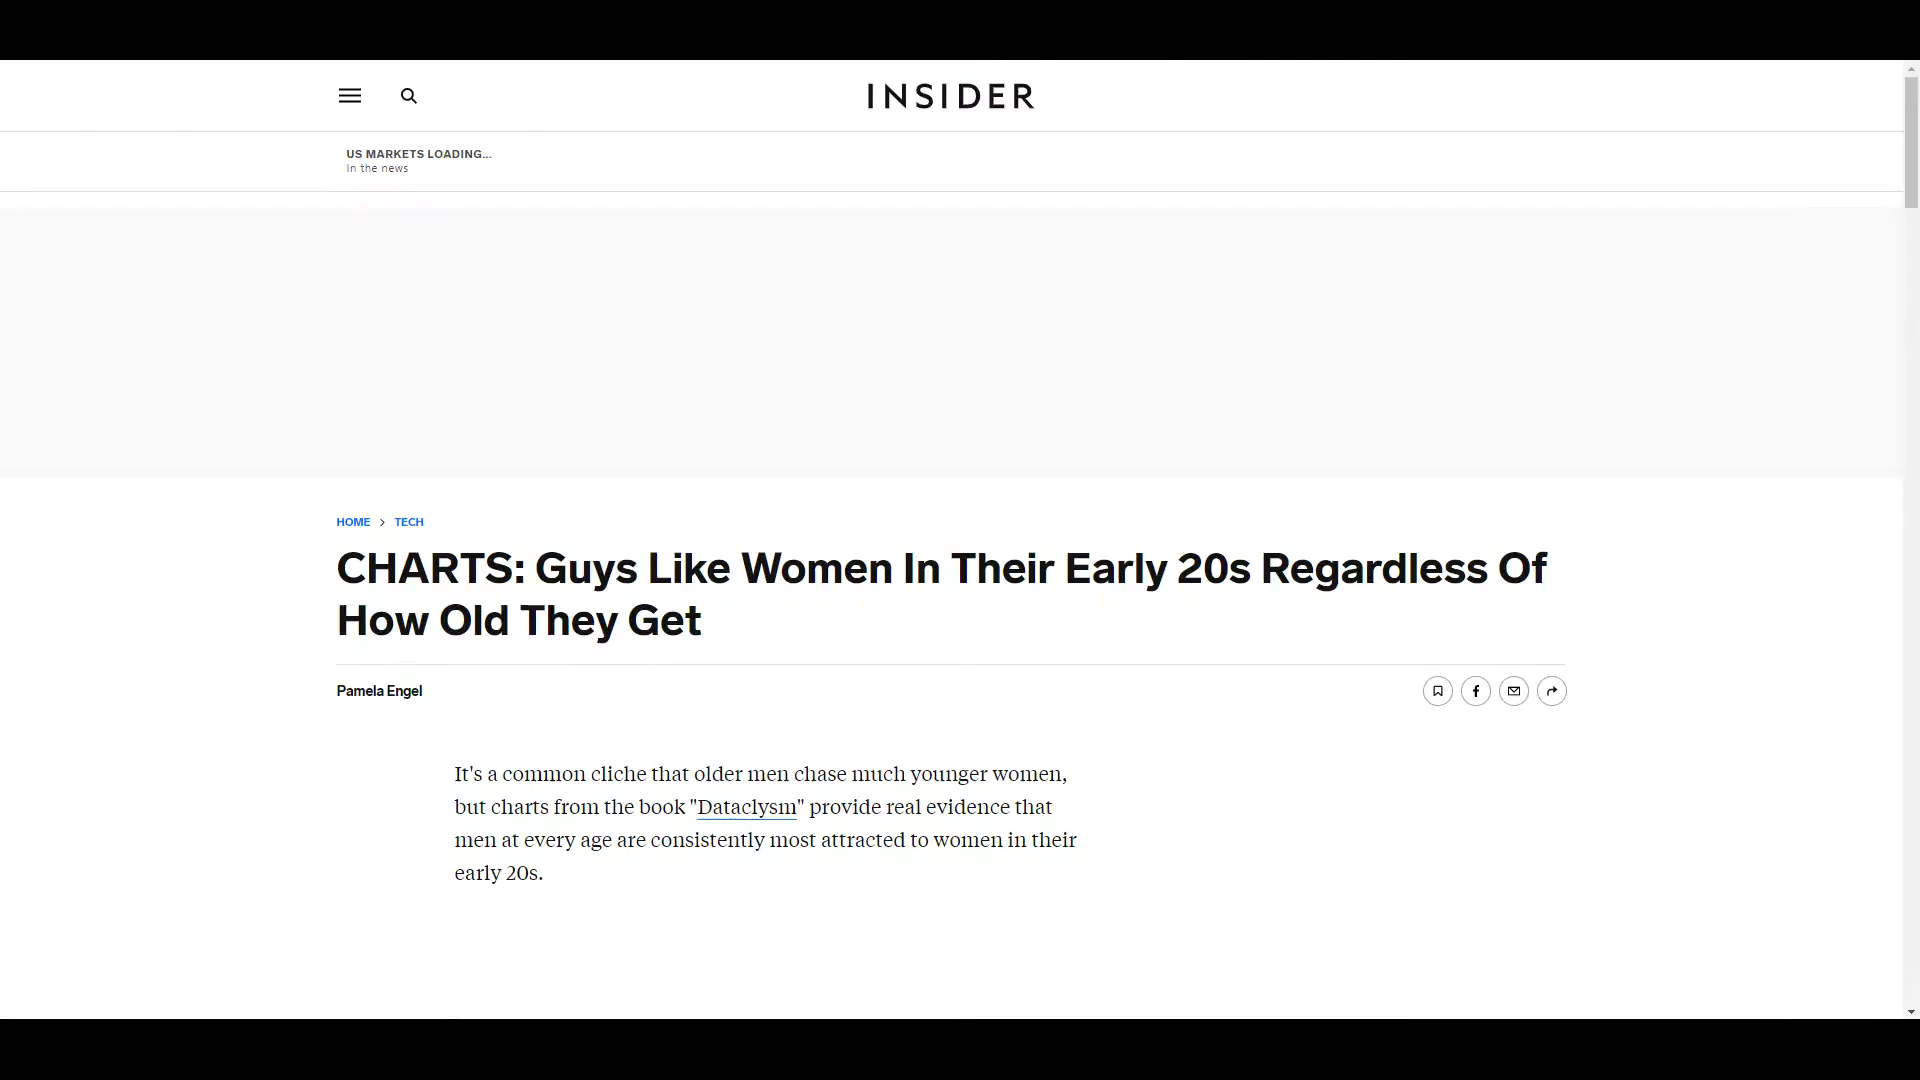 INSIDER
US MARKETS LOADING...
In the news
HOME > TECH
CHARTS: Guys Like Women In Their Early 20s Regardless Of
How Old They Get
Pamela Engel
It's a common cliche that older men chase much younger women,
but charts from the book "Dataclysm" provide real evidence that
men at every age are consistently most attracted to women in their
early 20s.